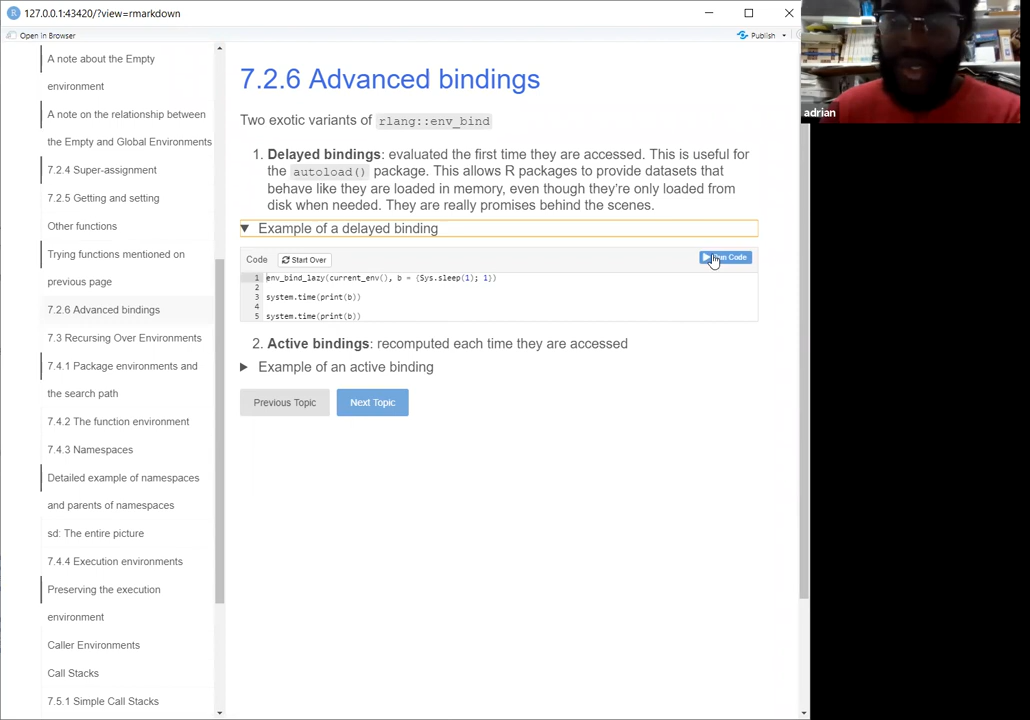 127.0.0.1:43420/?view=rmarkdown
Open in Browser
Publish
A note about the Empty
environment
A note on the relationship between
the Empty and Global Environments
7.2.4 Super-assignment
7.2.5 Getting and setting
Other functions
Trying functions mentioned on
previous page
7.2.6 Advanced bindings
7.3 Recursing Over Environments
7.4.1 Package environments and
the search path
7.4.2 The function environment
7.4.3 Namespaces
Detailed example of namespaces
and parents of namespaces
sd: The entire picture
7.4.4 Execution environments
Preserving the execution
environment
Caller Environments
Call Stacks
7.5.1 Simple Call Stacks
7.2.6 Advanced bindings
Two exotic variants of rlang::env_bind
1. Delayed bindings: evaluated the first time they are accessed. This is useful for
the autoload() package. This allows R packages to provide datasets that
behave like they are loaded in memory, even though they're only loaded from
disk when needed. They are really promises behind the scenes.
Example of a delayed binding
Code Start Over Code
1 env_bind_lazy(current_env(), b = {Sys.sleep(1); 1})
2
3 system.time(print(b))
4
5 system.time(print(b))
2. Active bindings: recomputed each time they are accessed
Example of an active binding
Previous Topic Next Topic
adrian